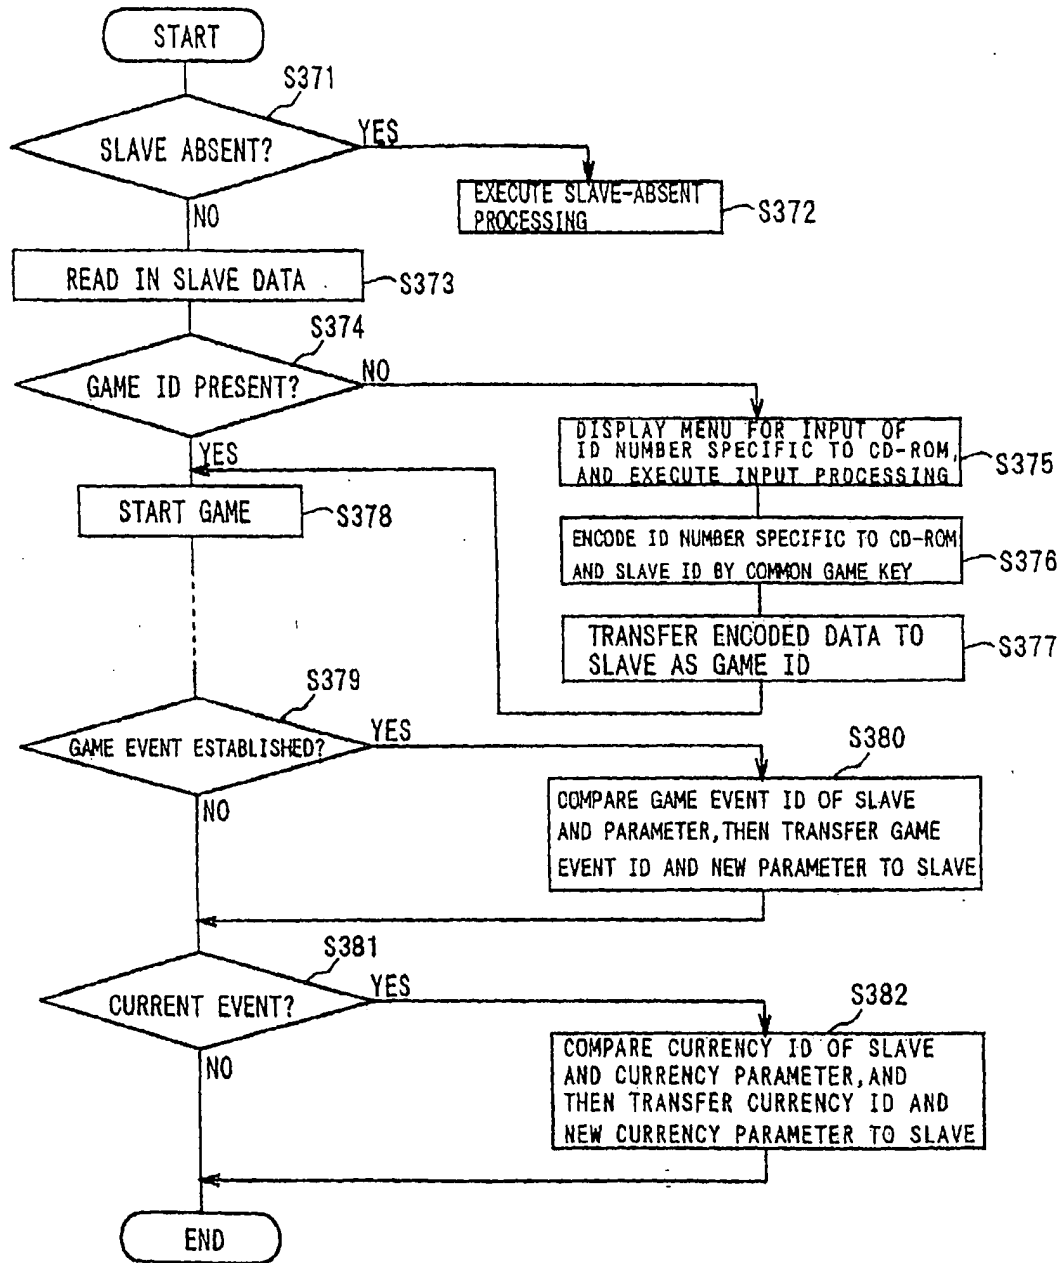 START
S371
SLAVE ABSENT?
YES
EXECUTE SLAVE-ABSENT
PROCESSING
S372
NO
READ IN SLAVE DATA
S373
S374
GAME ID PRESENT?
NO
DISPLAY MENU FOR INPUT OF
ID NUMBER SPECIFIC TO CD-ROM,
AND EXECUTE INPUT PROCESSING
S375
YES
START GAME
S378
ENCODE ID NUMBER SPECIFIC TO CD-ROM
AND SLAVE ID BY COMMON GAME KEY
S376
TRANSFER ENCODED DATA TO
SLAVE AS GAME ID
S377
S379
GAME EVENT ESTABLISHED?
YES
S380
COMPARE GAME EVENT ID OF SLAVE
AND PARAMETER, THEN TRANSFER GAME
EVENT ID AND NEW PARAMETER TO SLAVE
NO
S381
CURRENT EVENT?
YES
S382
COMPARE CURRENCY ID OF SLAVE
AND CURRENCY PARAMETER, AND
THEN TRANSFER CURRENCY ID AND
NEW CURRENCY PARAMETER TO SLAVE
NO
END